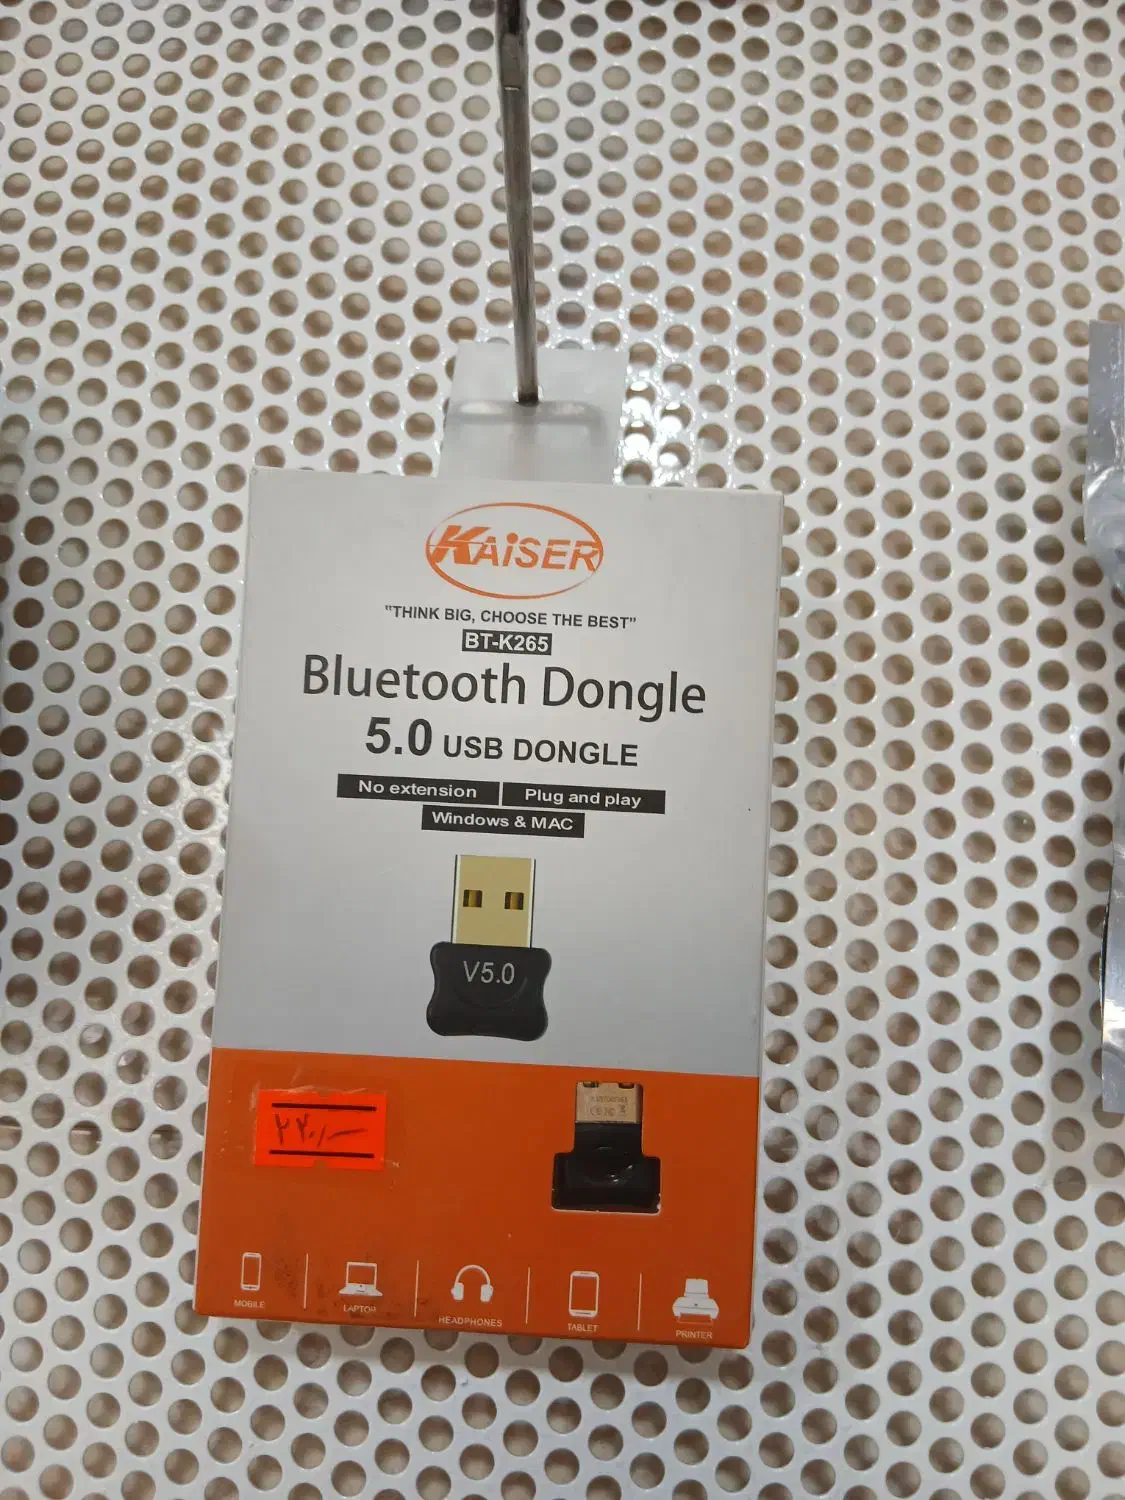 KAiSER
"THINK BIG, CHOOSE THE BEST"
BT-K265
Bluetooth Dongle
5.0 USB DONGLE
No extension
Plug and play
Windows & MAC
V5.0
MOBILE
LAPTOP
HEADPHONES
TABLET
PRINTER